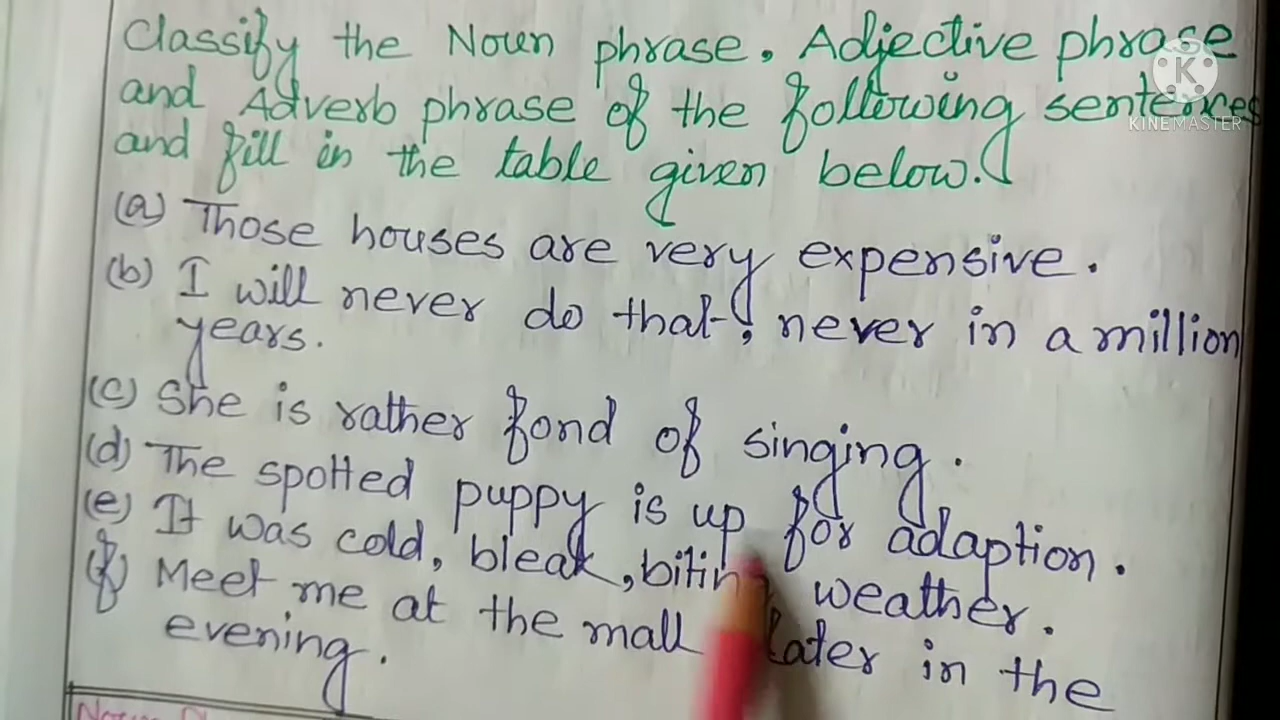 Classify the Noun phrase, Adjective phrase
and Adverb phrase of the following sentences
and fill in the table given below.
(a) Those houses are very expensive.
(b) I will never do that, never in a million
years.
(c) She is rather fond of singing.
(d) The spotted puppy is up for adaption.
(e) It was cold, bleak, biting weather.
(f) Meet me at the mall later in the
evening.
K
KINEMASTER